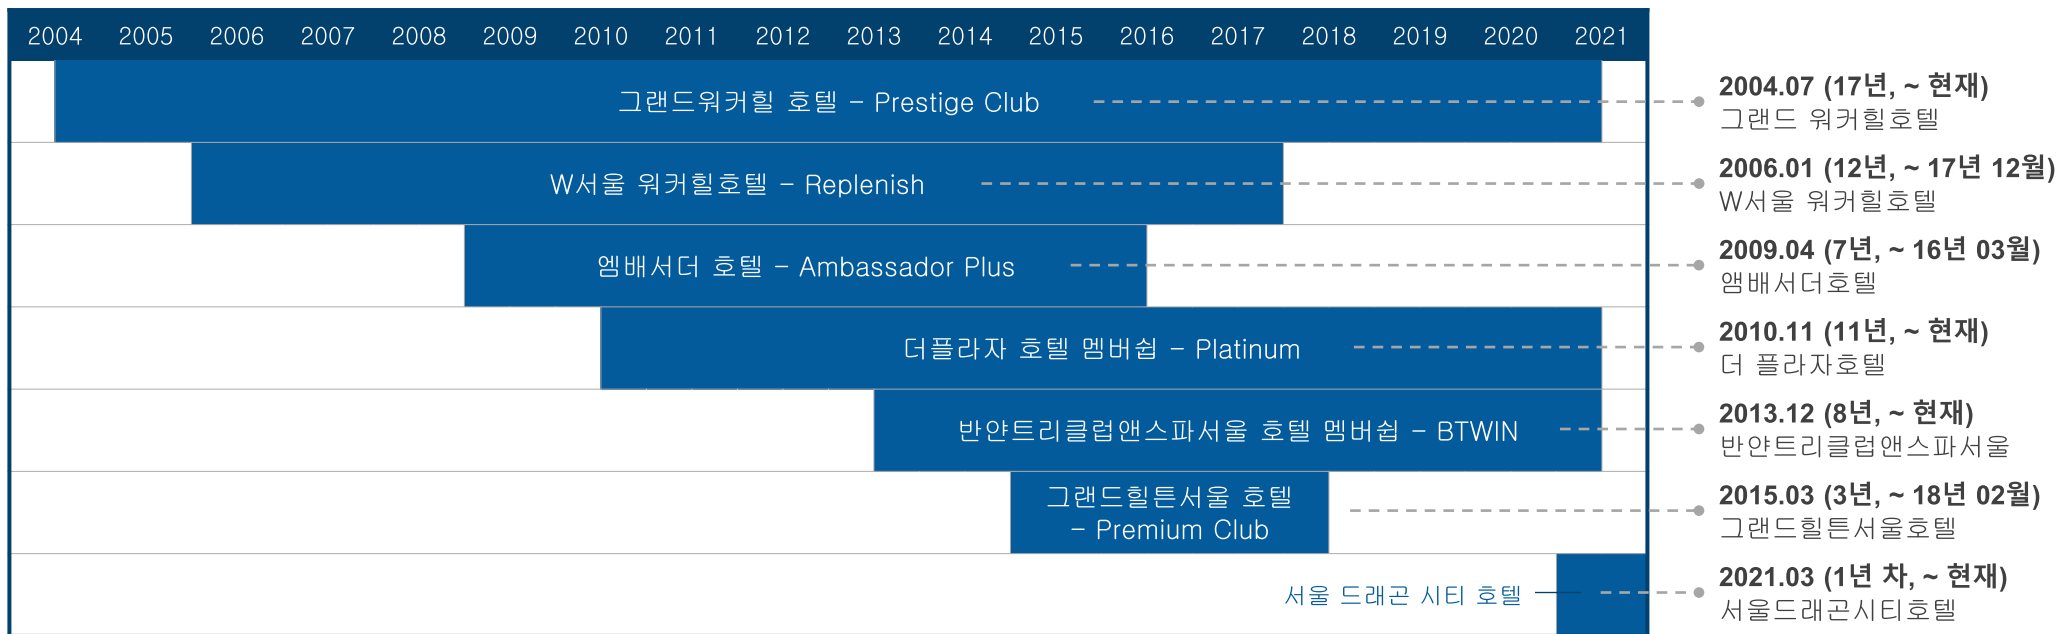 2004 2005 2006 2007 2008 2009 2010 2011 2012 2013 2014 2015 2016 2017 2018 2019 2020 2021
그랜드워커힐 호텔 – Prestige Club
2004.07 (17년, ~ 현재)
그랜드 워커힐호텔
W서울 워커힐호텔 – Replenish
2006.01 (12년, ~ 17년 12월)
W서울 워커힐호텔
엠배서더 호텔 – Ambassador Plus
2009.04 (7년, ~ 16년 03월)
앰배서더호텔
더플라자 호텔 멤버쉽 – Platinum
2010.11 (11년, ~ 현재)
더 플라자호텔
반얀트리클럽앤스파서울 호텔 멤버쉽 – BTWIN
2013.12 (8년, ~ 현재)
반얀트리클럽앤스파서울
그랜드힐튼서울 호텔
– Premium Club
2015.03 (3년, ~ 18년 02월)
그랜드힐튼서울호텔
서울 드래곤 시티 호텔
2021.03 (1년 차, ~ 현재)
서울드래곤시티호텔